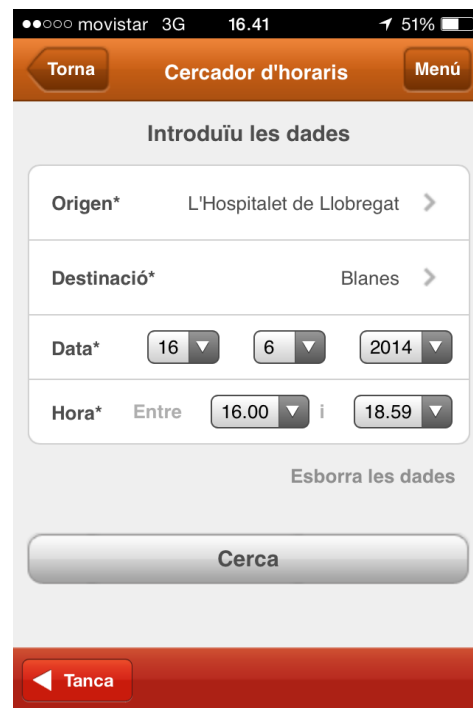 movistar 3G 16.41 51%
Torna Cercador d'horaris Menú
Introduïu les dades
Origen* L'Hospitalet de Llobregat
Destinació* Blanes
Data* 16 6 2014
Hora* Entre 16.00 i 18.59
Esborra les dades
Cerca
Tanca